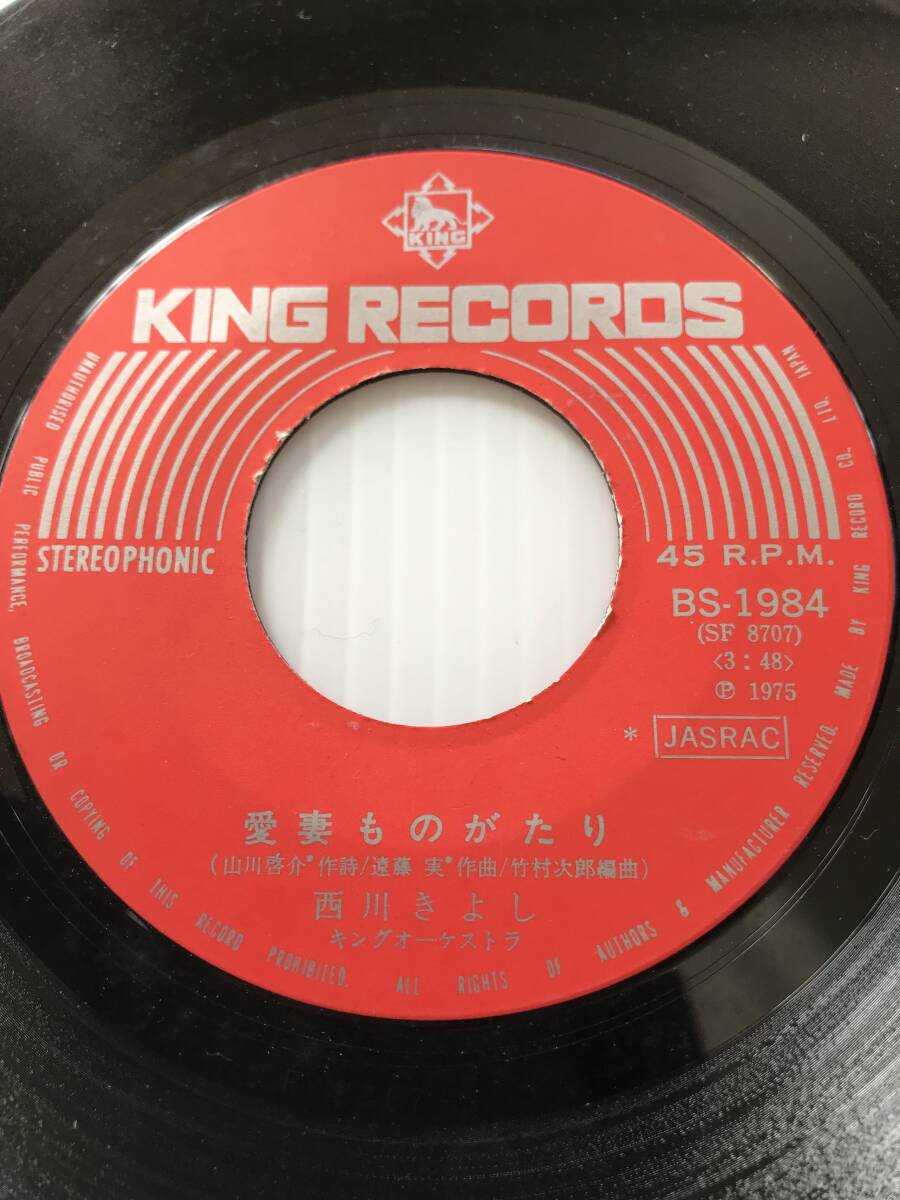 KING
KING RECORDS
STEREOPHONIC
45 R.P.M.
BS-1984
(SF 8707)
<3:48>
Ⓟ 1975
* JASRAC
愛妻ものがたり
(山川啓介*作詩/遠藤 実*作曲/竹村次郎編曲)
西川きよし
キングオーケストラ
UNAUTHORISED PUBLIC PERFORMANCE, BROADCASTING OR COPYING OF THIS RECORD PROHIBITED. ALL RIGHTS OF AUTHORS & MANUFACTURER RESERVED. MADE BY KING RECORD CO., LTD. JAPAN